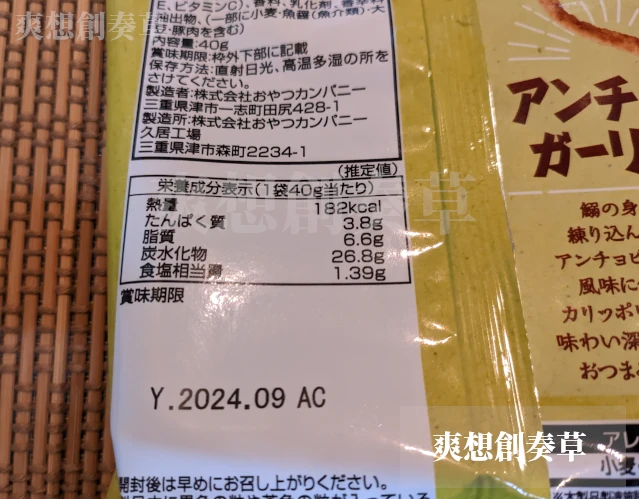 爽想創奏草
E、ビタミンC)、香料、乳化剤、香辛料
抽出物、(一部に小麦・魚醤(魚介類)・大
豆・豚肉を含む)
内容量:40g
賞味期限:枠外下部に記載
保存方法:直射日光、高温多湿の所を
さけてください。
製造者:株式会社おやつカンパニー
三重県津市一志町田尻428-1
製造所:株式会社おやつカンパニー
久居工場
三重県津市森町2234-1
(推定値)
栄養成分表示(1袋40g当たり)
熱量 182kcal
たんぱく質 3.8g
脂質 6.6g
炭水化物 26.8g
食塩相当量 1.39g
賞味期限
Y.2024.09 AC
開封後は早めにお召し上がりください。
アンチ
ガーリ
鰯の身
練り込ん
アンチョビ
風味に
カリッポリ
味わい深
おつま
爽想創奏草
アレ
小麦
爽想創奏草